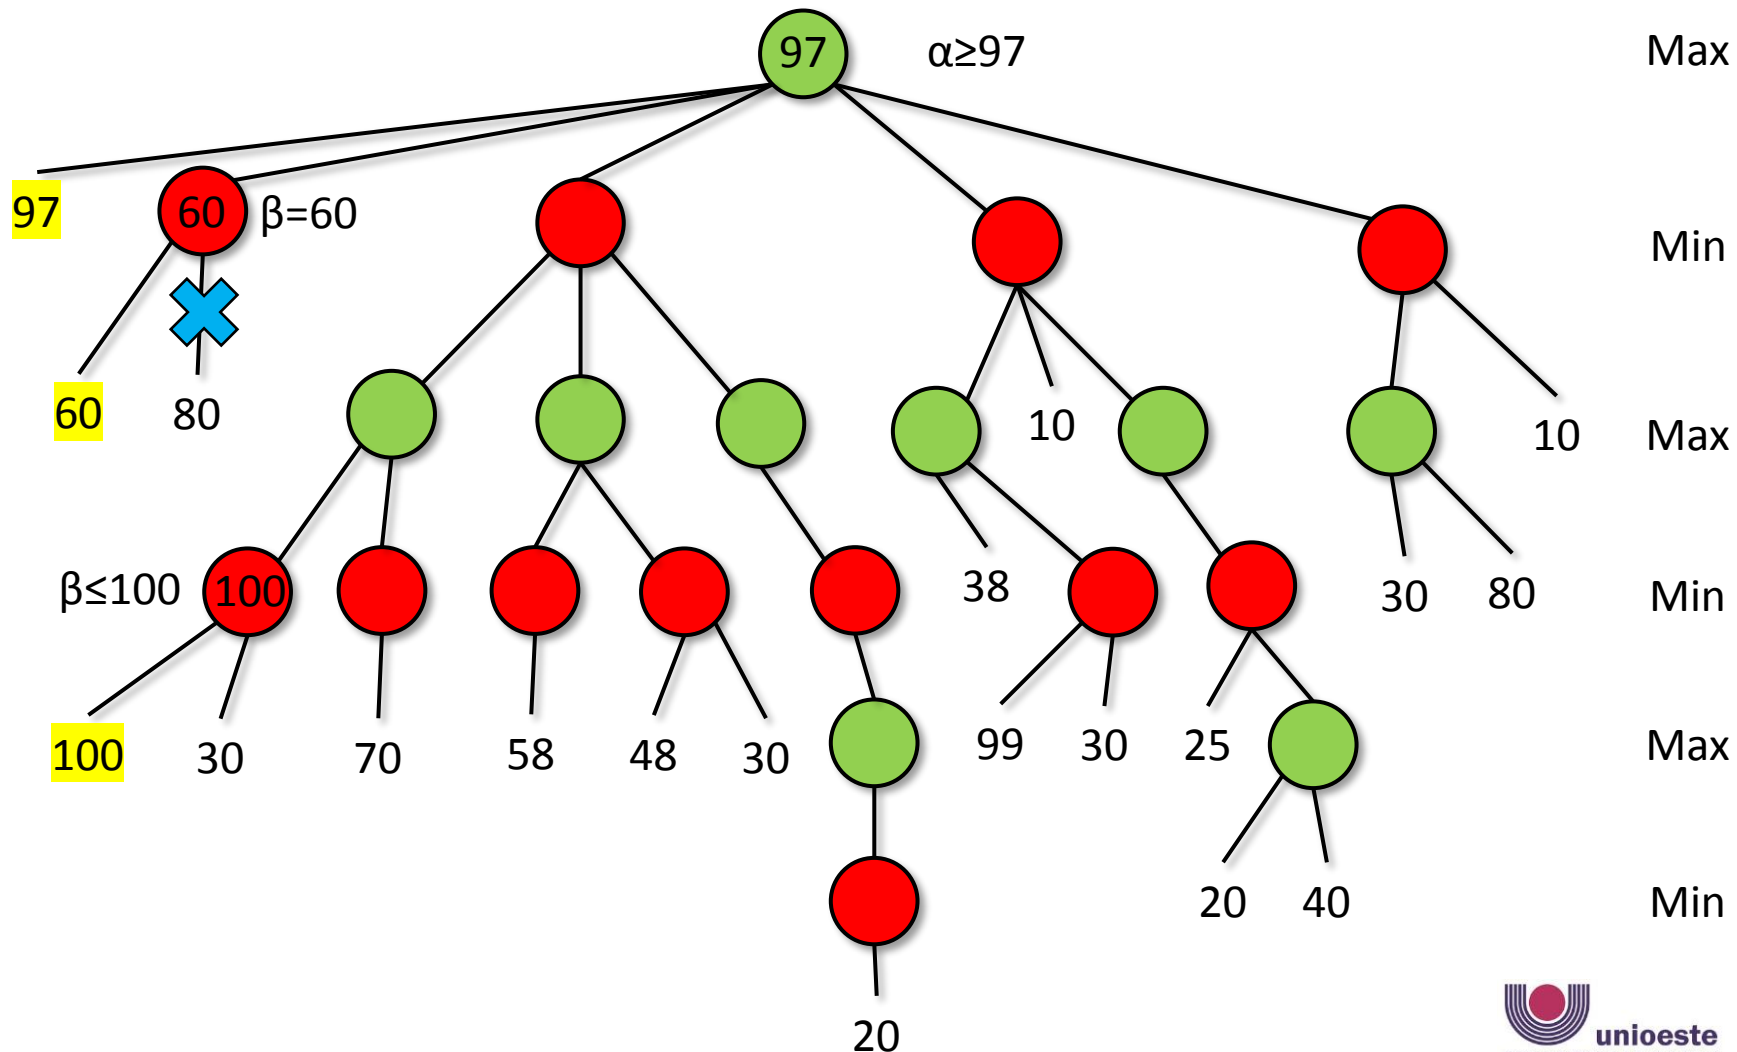 97 α≥97 Max
97 60 β=60 Min
60 80 10 10 Max
β≤100 100 38 30 80 Min
100 30 70 58 48 30 99 30 25 Max
20 40 Min
20
unioeste